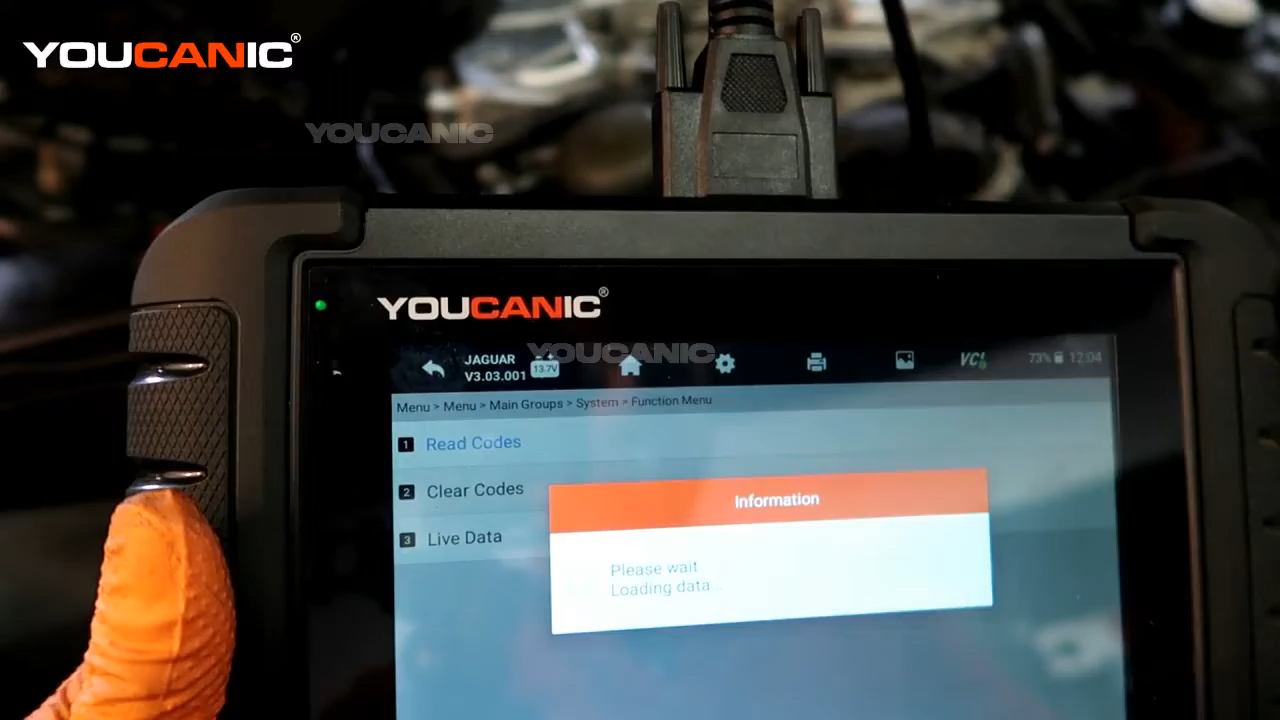 YOUCANIC®
YOUCANIC
YOUCANIC®
YOUCANIC
JAGUAR
V3.03.001
13.7V
VCI
73% 12:04
Menu > Menu > Main Groups > System > Function Menu
1 Read Codes
2 Clear Codes
3 Live Data
Information
Please wait
Loading data...